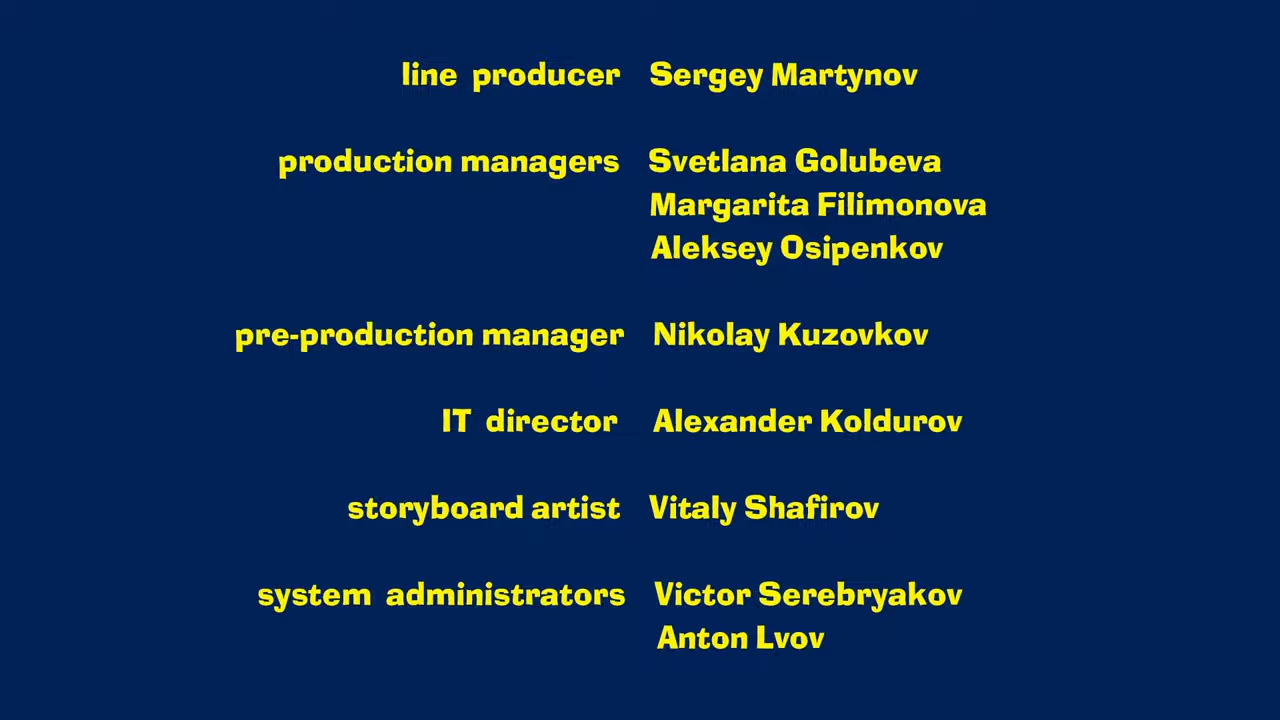 line producer Sergey Martynov
production managers Svetlana Golubeva
Margarita Filimonova
Aleksey Osipenkov
pre-production manager Nikolay Kuzovkov
IT director Alexander Koldurov
storyboard artist Vitaly Shafirov
system administrators Victor Serebryakov
Anton Lvov